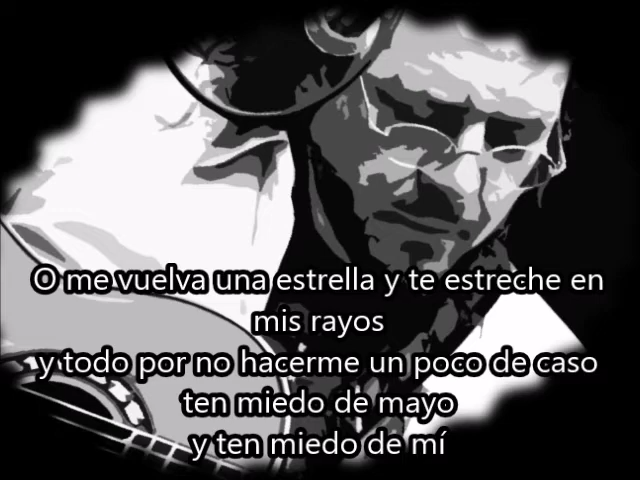 O me vuelva una estrella y te estreche en
mis rayos
y todo por no hacerme un poco de caso
ten miedo de mayo
y ten miedo de mí